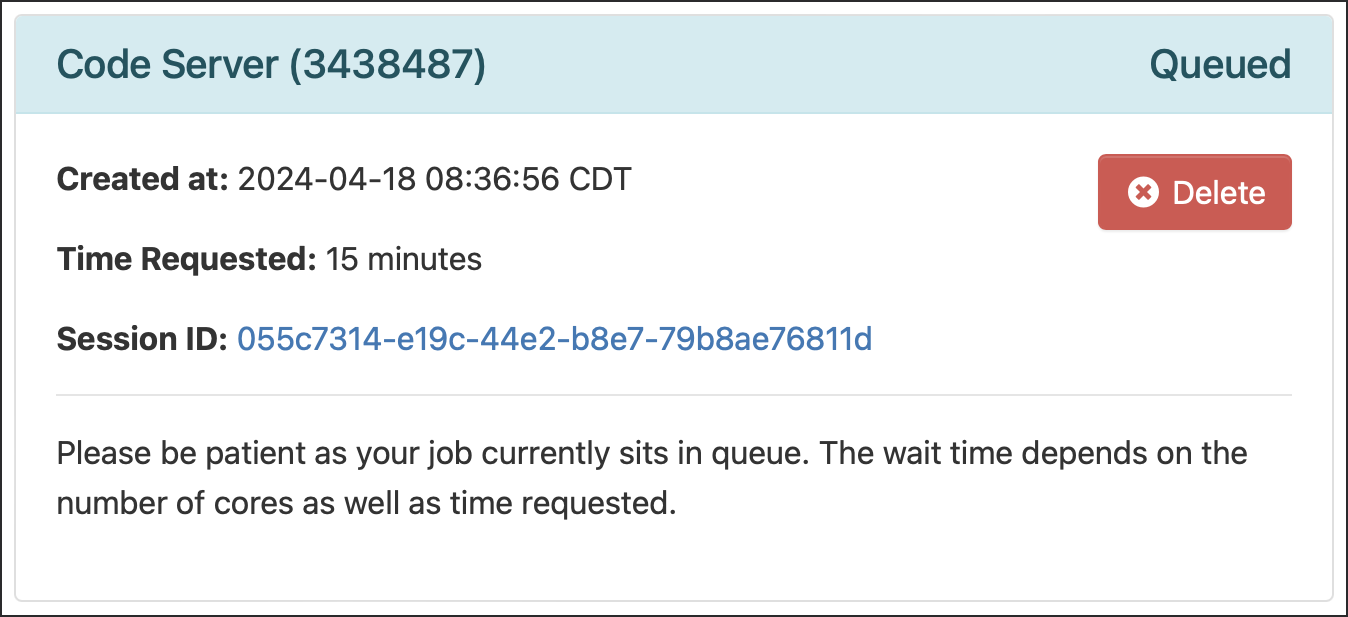 Code Server (3438487)
Queued
Created at: 2024-04-18 08:36:56 CDT
Delete
Time Requested: 15 minutes
Session ID: 055c7314-e19c-44e2-b8e7-79b8ae76811d
Please be patient as your job currently sits in queue. The wait time depends on the
number of cores as well as time requested.